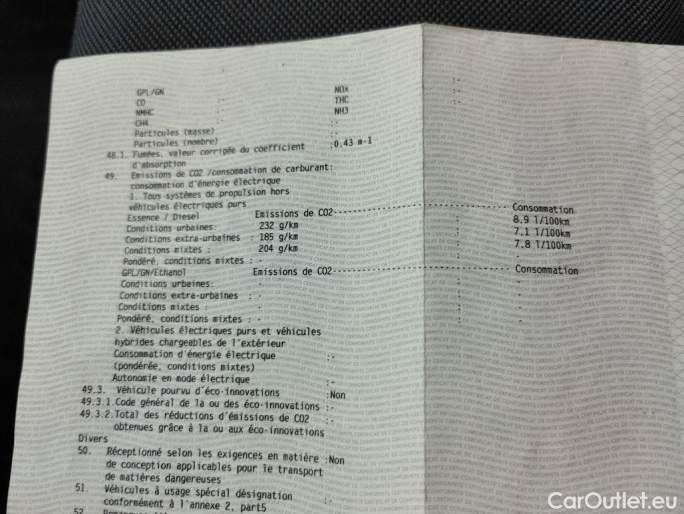 GPL/GN :- NOx :-
CO :- THC :-
NMHC :- NH3 :-
CH4 :-
Particules (masse) :-
Particules (nombre) :-
48.1. Fumées, valeur corrigée du coefficient :0,43 m-1
d'absorption
49. Emissions de CO2 /consommation de carburant:
consommation d'énergie électrique
1. Tous systèmes de propulsion hors
véhicules électriques purs
Essence / Diesel Emissions de CO2---------------------- Consommation
Conditions urbaines: 232 g/km : 8.9 l/100km
Conditions extra-urbaines : 185 g/km : 7.1 l/100km
Conditions mixtes : 204 g/km : 7.8 l/100km
Pondéré, conditions mixtes : - : -
GPL/GN/Ethanol Emissions de CO2---------------------- Consommation
Conditions urbaines: - : -
Conditions extra-urbaines : - : -
Conditions mixtes : - : -
Pondéré, conditions mixtes : - : -
2. Véhicules électriques purs et véhicules
hybrides chargeables de l'extérieur
Consommation d'énergie électrique :-
(pondérée, conditions mixtes)
Autonomie en mode électrique :-
49.3. Véhicule pourvu d'éco-innovations :Non
49.3.1.Code général de la ou des éco-innovations :-
49.3.2.Total des réductions d'émissions de CO2 :-
obtenues grâce à la ou aux éco-innovations
Divers
50. Réceptionné selon les exigences en matière :Non
de conception applicables pour le transport
de matières dangereuses
51. Véhicules à usage spécial désignation :-
conformément à l'annexe 2, part5
52.
CarOutlet.eu